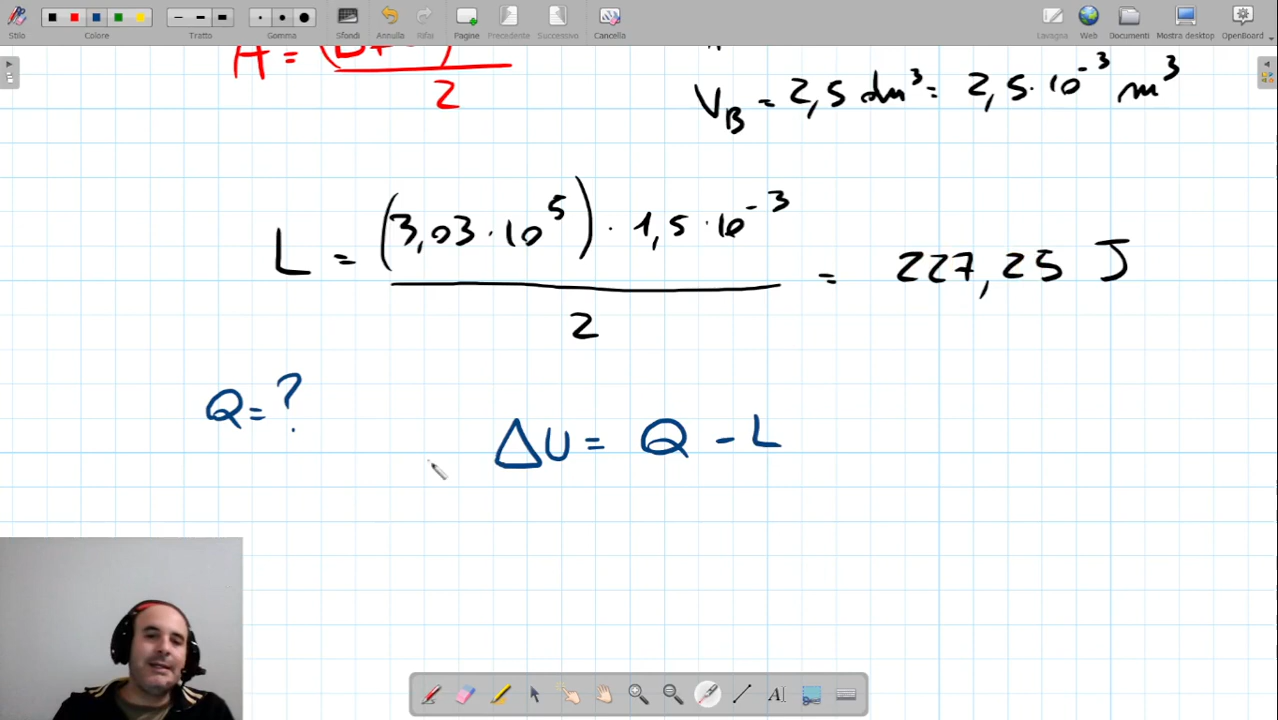 Stilo Colore Tratto Gomma Sfondi Annulla Rifai Pagine Precedente Successivo Cancella Lavagna Web Documenti Mostra desktop OpenBoard
A = 
2
V_B = 2,5 dm³ = 2,5 · 10⁻³ m³
L = (3,03 · 10⁵) · 1,5 · 10⁻³ / 2 = 227,25 J
Q = ?
ΔU = Q - L